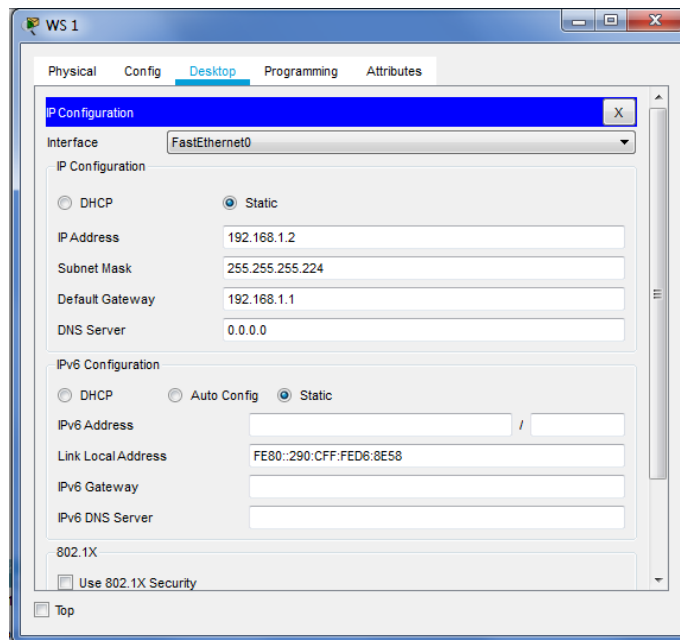 WS 1
Physical Config Desktop Programming Attributes
IP Configuration X
Interface FastEthernet0
IP Configuration
DHCP Static
IP Address 192.168.1.2
Subnet Mask 255.255.255.224
Default Gateway 192.168.1.1
DNS Server 0.0.0.0
IPv6 Configuration
DHCP Auto Config Static
IPv6 Address /
Link Local Address FE80::290:CFF:FED6:8E58
IPv6 Gateway
IPv6 DNS Server
802.1X
Use 802.1X Security
Top